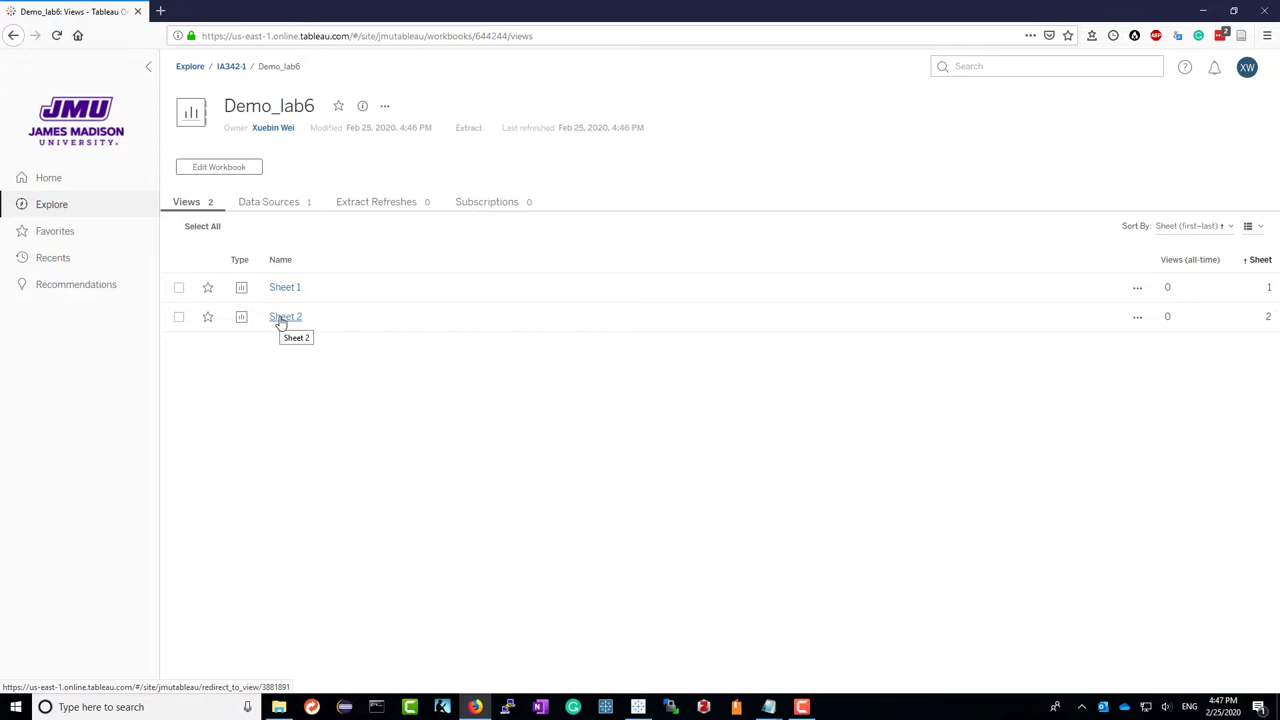 Demo_lab6: Views - Tableau On
https://us-east-1.online.tableau.com/#/site/jmutableau/workbooks/644244/views
2
Explore / IA342-1 / Demo_lab6
Search
XW
JMU
JAMES MADISON
UNIVERSITY.
Home
Explore
Favorites
Recents
Recommendations
Demo_lab6
Owner Xuebin Wei Modified Feb 25, 2020, 4:46 PM Extract Last refreshed Feb 25, 2020, 4:46 PM
Edit Workbook
Views 2 Data Sources 1 Extract Refreshes 0 Subscriptions 0
Select All
Sort By: Sheet (first–last)
Type Name Views (all-time) Sheet
Sheet 1 0 1
Sheet 2 0 2
Sheet 2
https://us-east-1.online.tableau.com/#/site/jmutableau/redirect_to_view/3881891
Type here to search
4:47 PM
2/25/2020